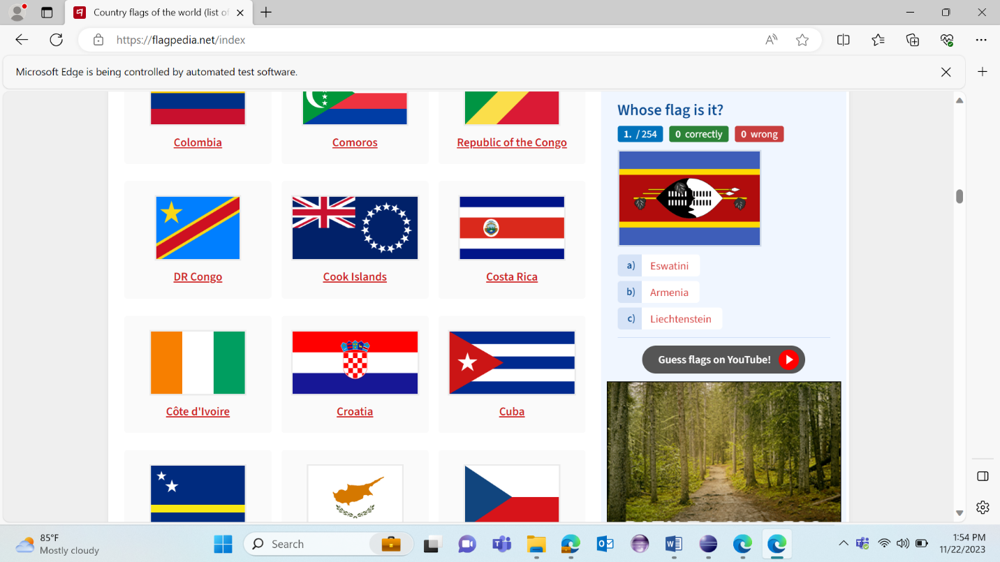 Country flags of the world (list of
https://flagpedia.net/index
Microsoft Edge is being controlled by automated test software.
Colombia
Comoros
Republic of the Congo
DR Congo
Cook Islands
Costa Rica
Côte d'Ivoire
Croatia
Cuba
Whose flag is it?
1. / 254 0 correctly 0 wrong
a) Eswatini
b) Armenia
c) Liechtenstein
Guess flags on YouTube!
85°F
Mostly cloudy
Search
1:54 PM
11/22/2023